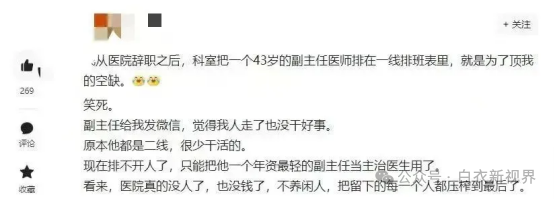 + 关注
从医院辞职之后，科室把一个43岁的副主任医师排在一线排班表里，就是为了顶我
的空缺。
笑死。
副主任给我发微信，觉得我人走了也没干好事。
原本他都是二线，很少干活的。
现在排不开人了，只能把他一个年资最轻的副主任当主治医生用了。
看来，医院真的没人了，也没钱了，不养闲人，把留下的每一个人都压榨到最后了。
269
评论
收藏
公众号 · 白衣新视界